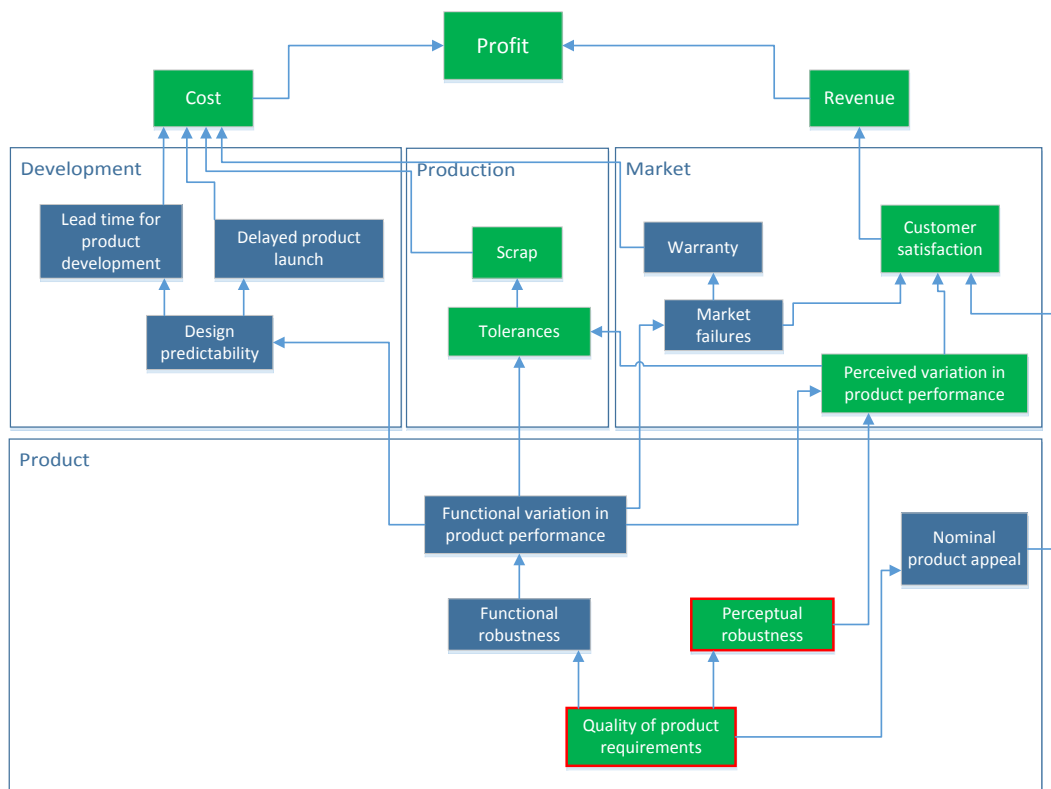 Profit
Cost
Revenue
Development
Production
Market
Lead time for
product
development
Delayed product
launch
Scrap
Warranty
Customer
satisfaction
Design
predictability
Tolerances
Market
failures
Perceived variation in
product performance
Product
Functional variation in
product performance
Nominal
product appeal
Functional
robustness
Perceptual
robustness
Quality of product
requirements